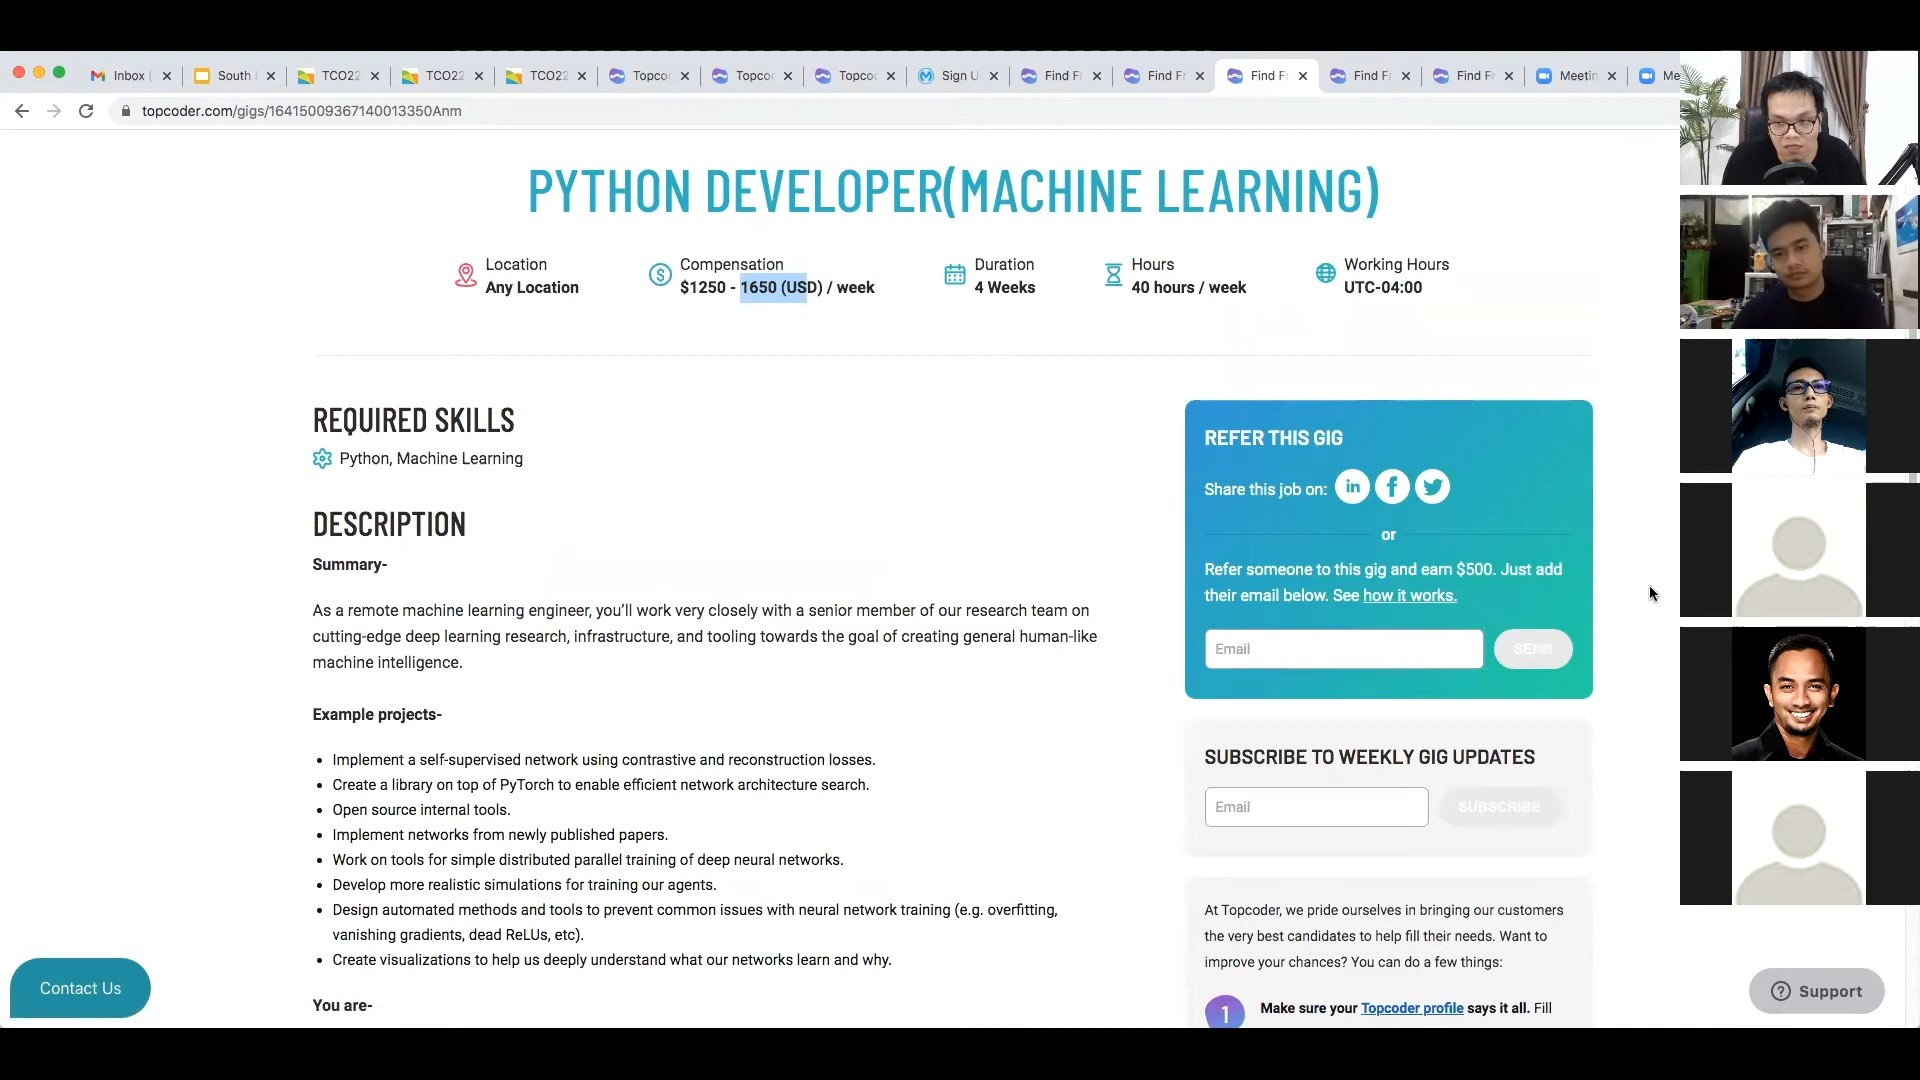 Inbox (
South
TCO22
TCO22
TCO22
Topco
Topco
Topco
Sign U
Find Fr
Find Fr
Find Fr
Find Fr
Find Fr
Meetin
Me
topcoder.com/gigs/16415009367140013350Anm
PYTHON DEVELOPER(MACHINE LEARNING)
Location
Any Location
Compensation
$1250 - 1650 (USD) / week
Duration
4 Weeks
Hours
40 hours / week
Working Hours
UTC-04:00
REQUIRED SKILLS
Python, Machine Learning
DESCRIPTION
Summary-
As a remote machine learning engineer, you’ll work very closely with a senior member of our research team on
cutting-edge deep learning research, infrastructure, and tooling towards the goal of creating general human-like
machine intelligence.
Example projects-
• Implement a self-supervised network using contrastive and reconstruction losses.
• Create a library on top of PyTorch to enable efficient network architecture search.
• Open source internal tools.
• Implement networks from newly published papers.
• Work on tools for simple distributed parallel training of deep neural networks.
• Develop more realistic simulations for training our agents.
• Design automated methods and tools to prevent common issues with neural network training (e.g. overfitting,
vanishing gradients, dead ReLUs, etc).
• Create visualizations to help us deeply understand what our networks learn and why.
You are-
REFER THIS GIG
Share this job on:
in
or
Refer someone to this gig and earn $500. Just add
their email below. See how it works.
Email
SEND
SUBSCRIBE TO WEEKLY GIG UPDATES
Email
SUBSCRIBE
At Topcoder, we pride ourselves in bringing our customers
the very best candidates to help fill their needs. Want to
improve your chances? You can do a few things:
1
Make sure your Topcoder profile says it all. Fill
Contact Us
Support